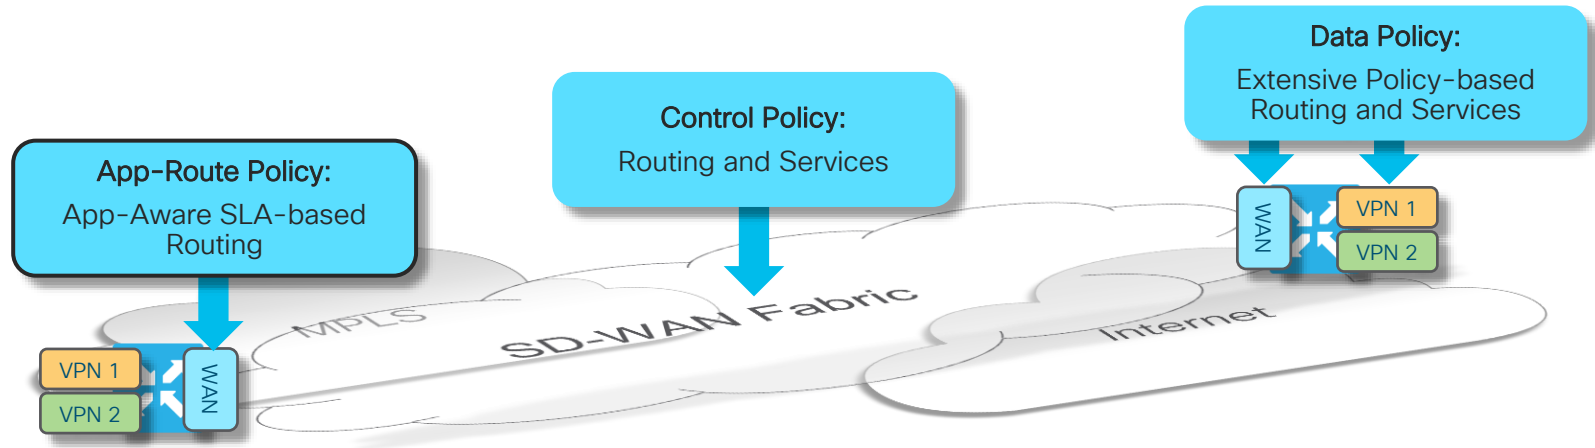 Data Policy:
Extensive Policy-based
Routing and Services
Control Policy:
Routing and Services
App-Route Policy:
App-Aware SLA-based
Routing
WAN
VPN 1
VPN 2
MPLS
SD-WAN Fabric
Internet
VPN 1
VPN 2
WAN